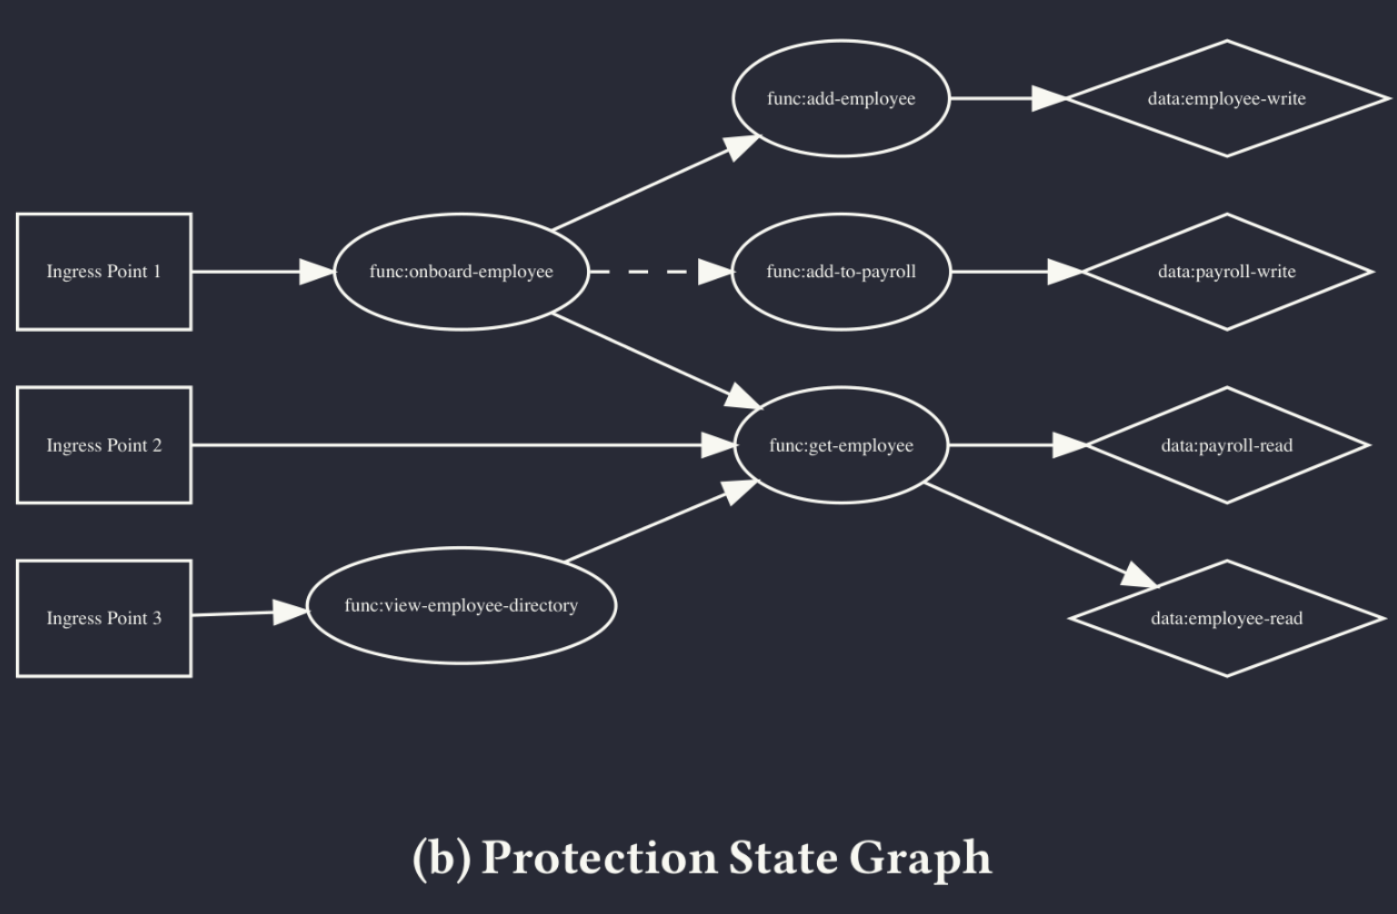 func:add-employee
data:employee-write
Ingress Point 1
func:onboard-employee
func:add-to-payroll
data:payroll-write
Ingress Point 2
func:get-employee
data:payroll-read
Ingress Point 3
func:view-employee-directory
data:employee-read
(b) Protection State Graph